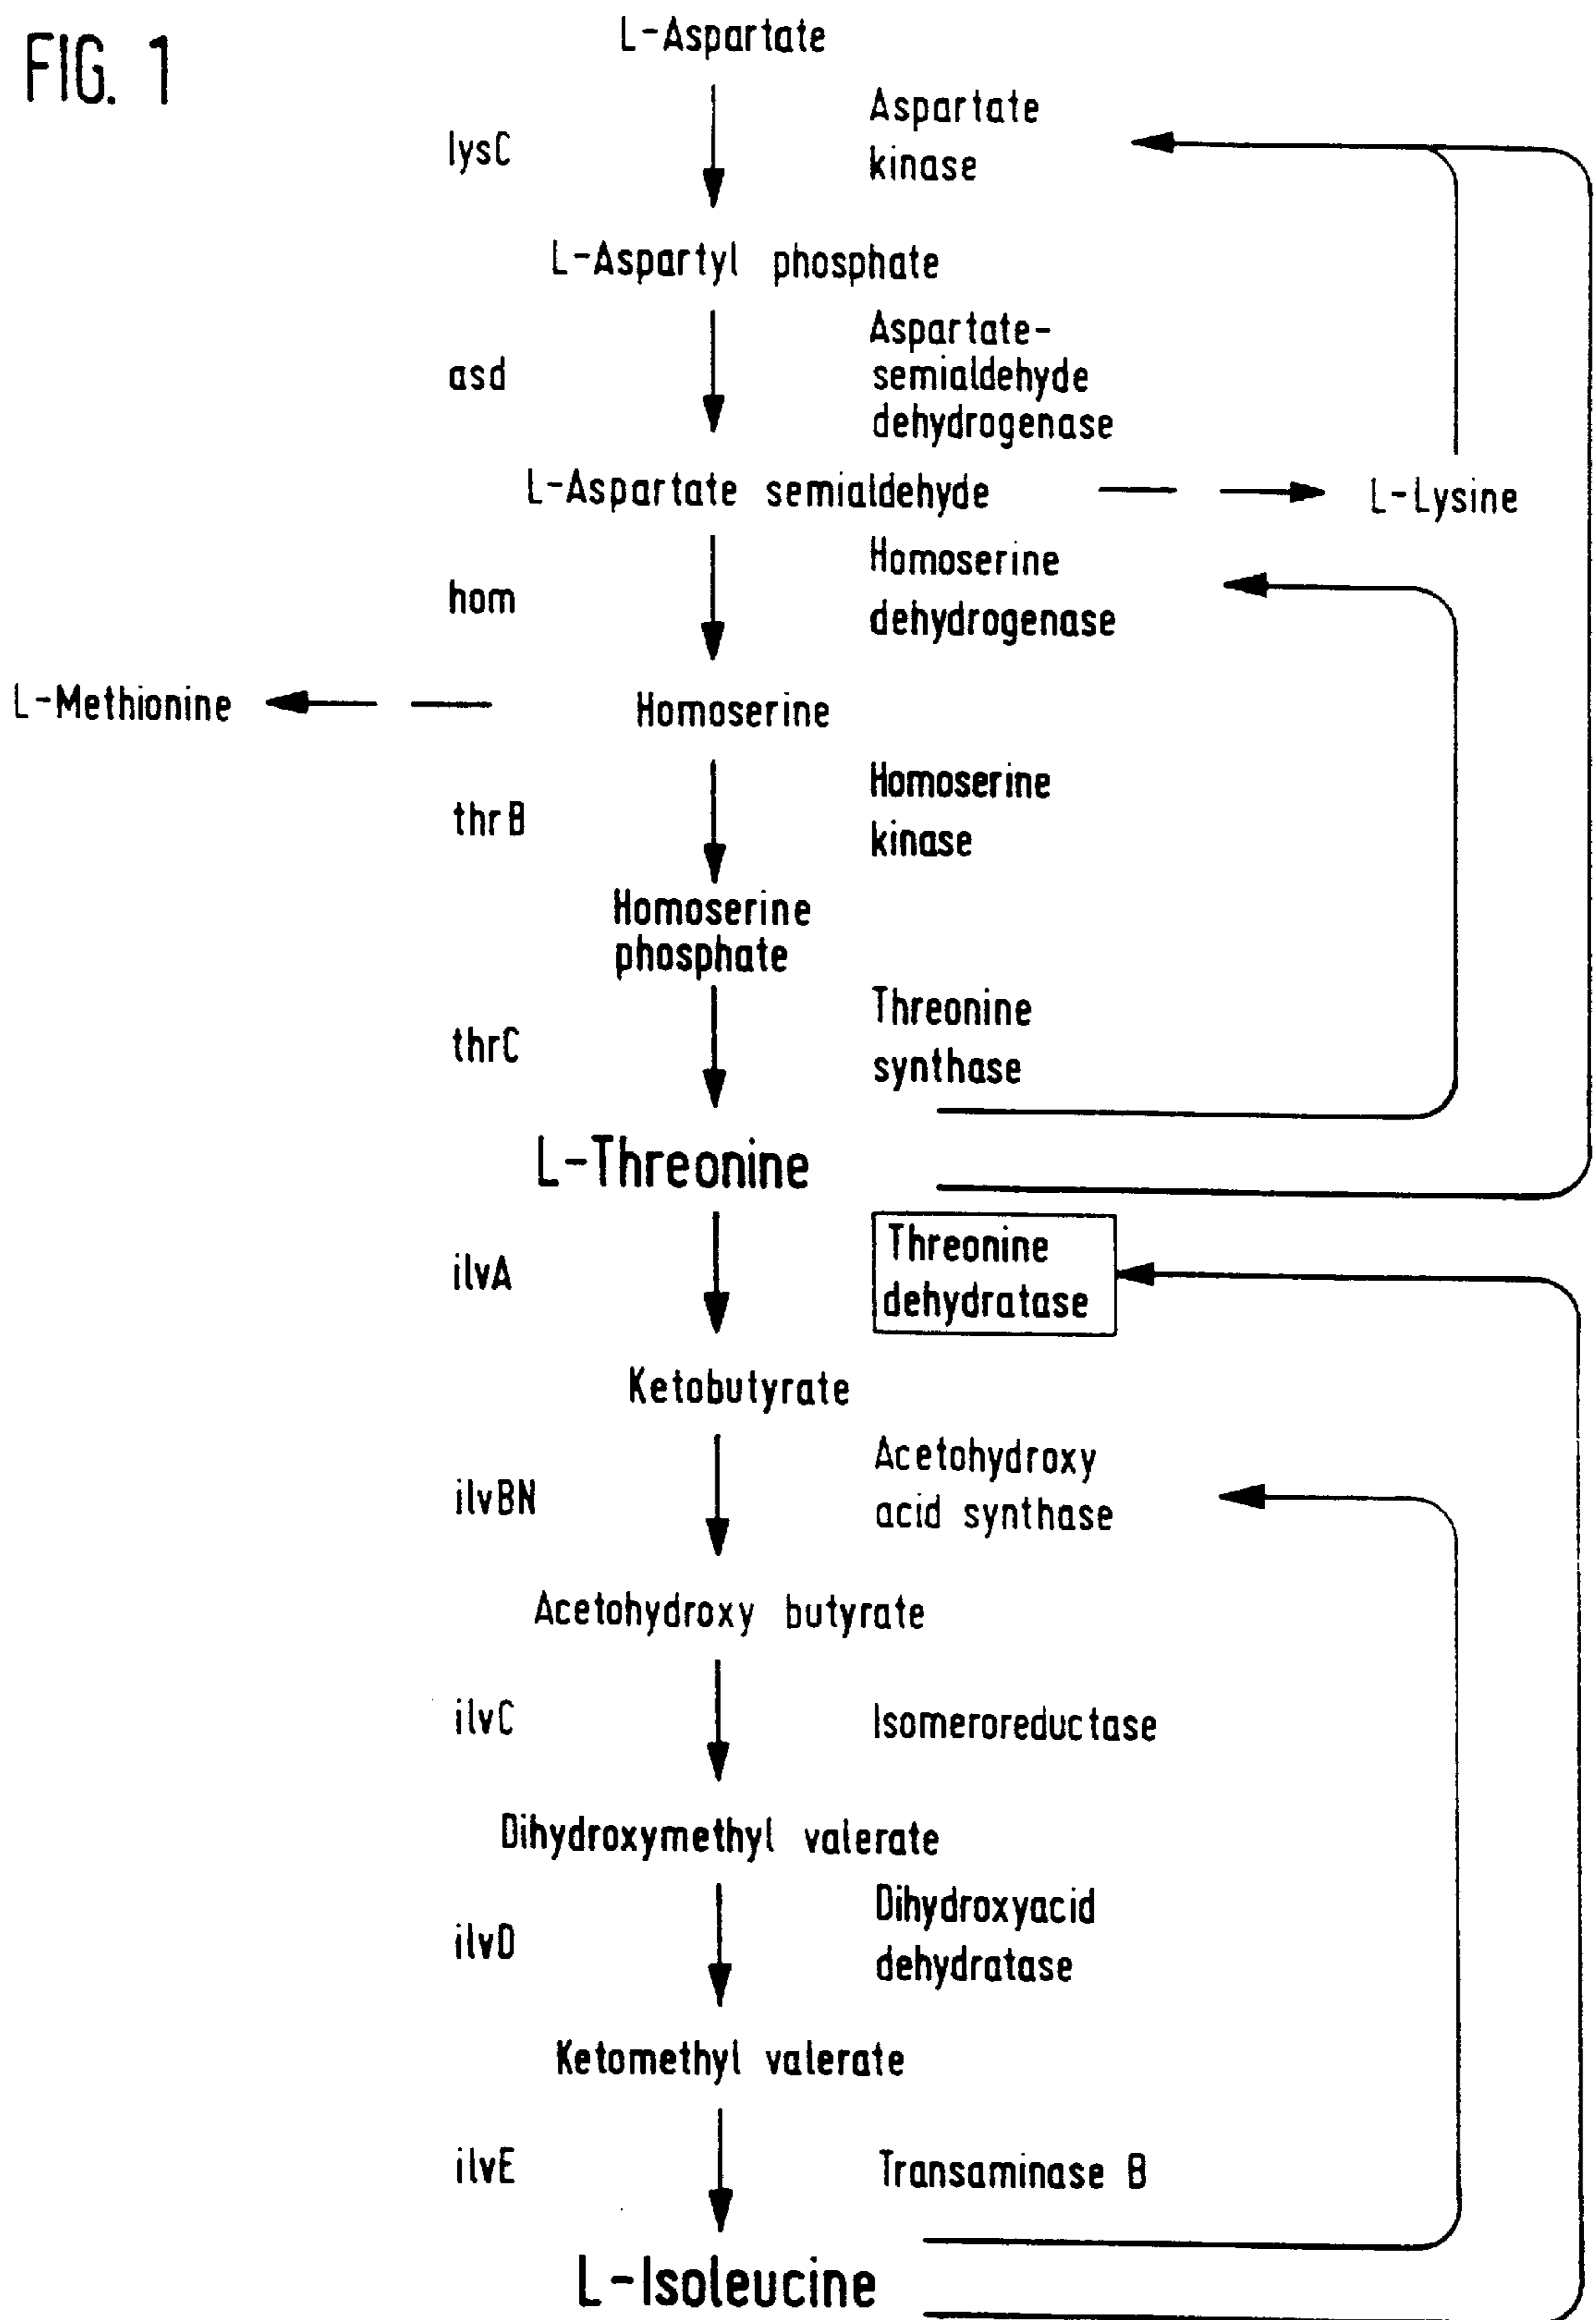 FIG. 1
L-Aspartate
lysC
Aspartate
kinase
L-Aspartyl phosphate
asd
Aspartate-
semialdehyde
dehydrogenase
L-Aspartate semialdehyde
L-Lysine
hom
Homoserine
dehydrogenase
L-Methionine
Homoserine
thrB
Homoserine
kinase
Homoserine
phosphate
thrC
Threonine
synthase
L-Threonine
ilvA
Threonine
dehydratase
Ketobutyrate
ilvBN
Acetohydroxy
acid synthase
Acetohydroxy butyrate
ilvC
Isomeroreductase
Dihydroxymethyl valerate
ilvD
Dihydroxyacid
dehydratase
Ketomethyl valerate
ilvE
Transaminase B
L-Isoleucine